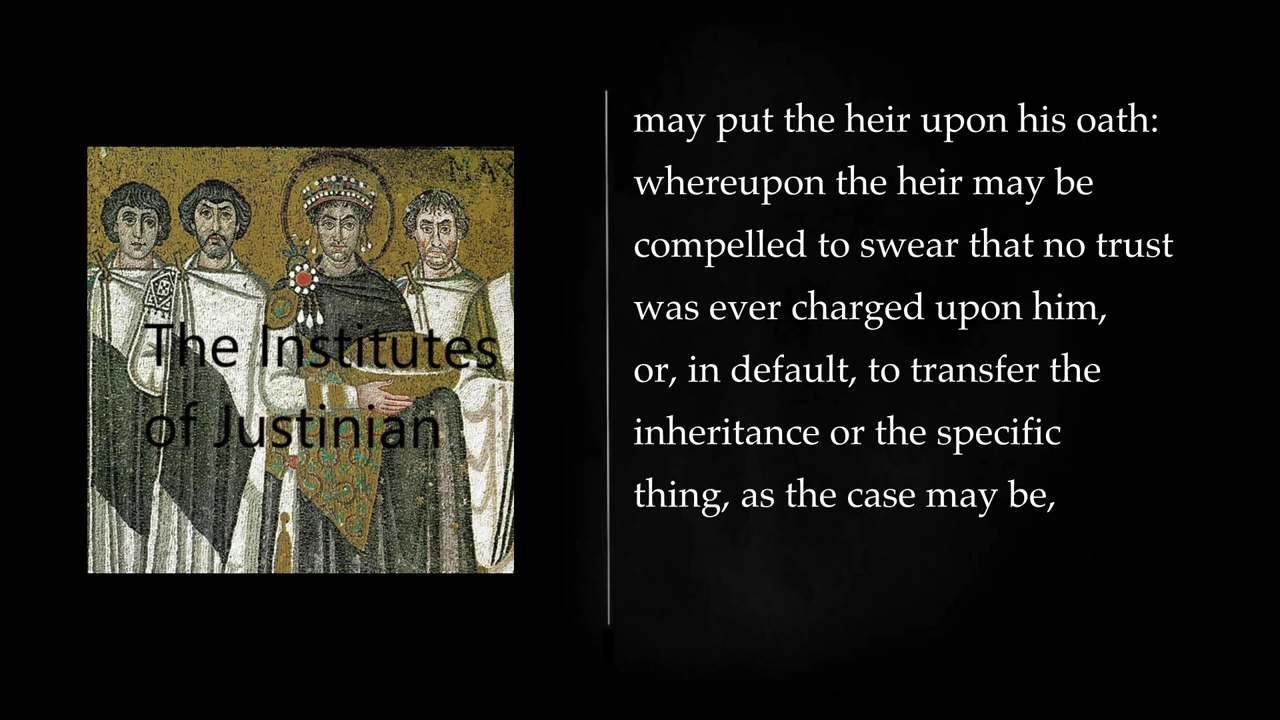 MAX
The Institutes
of Justinian
may put the heir upon his oath:
whereupon the heir may be
compelled to swear that no trust
was ever charged upon him,
or, in default, to transfer the
inheritance or the specific
thing, as the case may be,